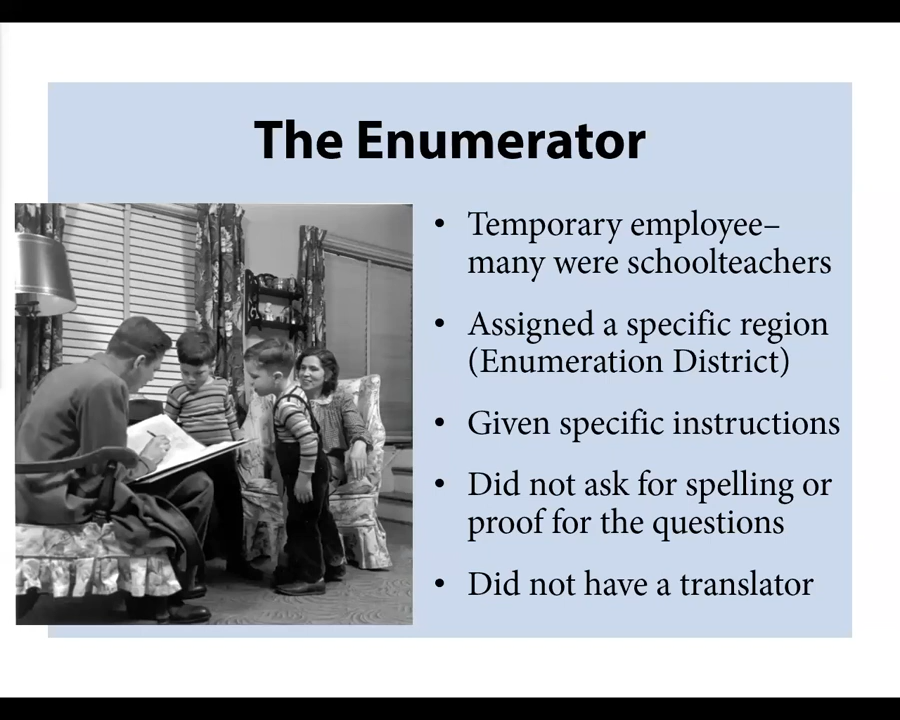 The Enumerator
• Temporary employee–
many were schoolteachers
• Assigned a specific region
(Enumeration District)
• Given specific instructions
• Did not ask for spelling or
proof for the questions
• Did not have a translator